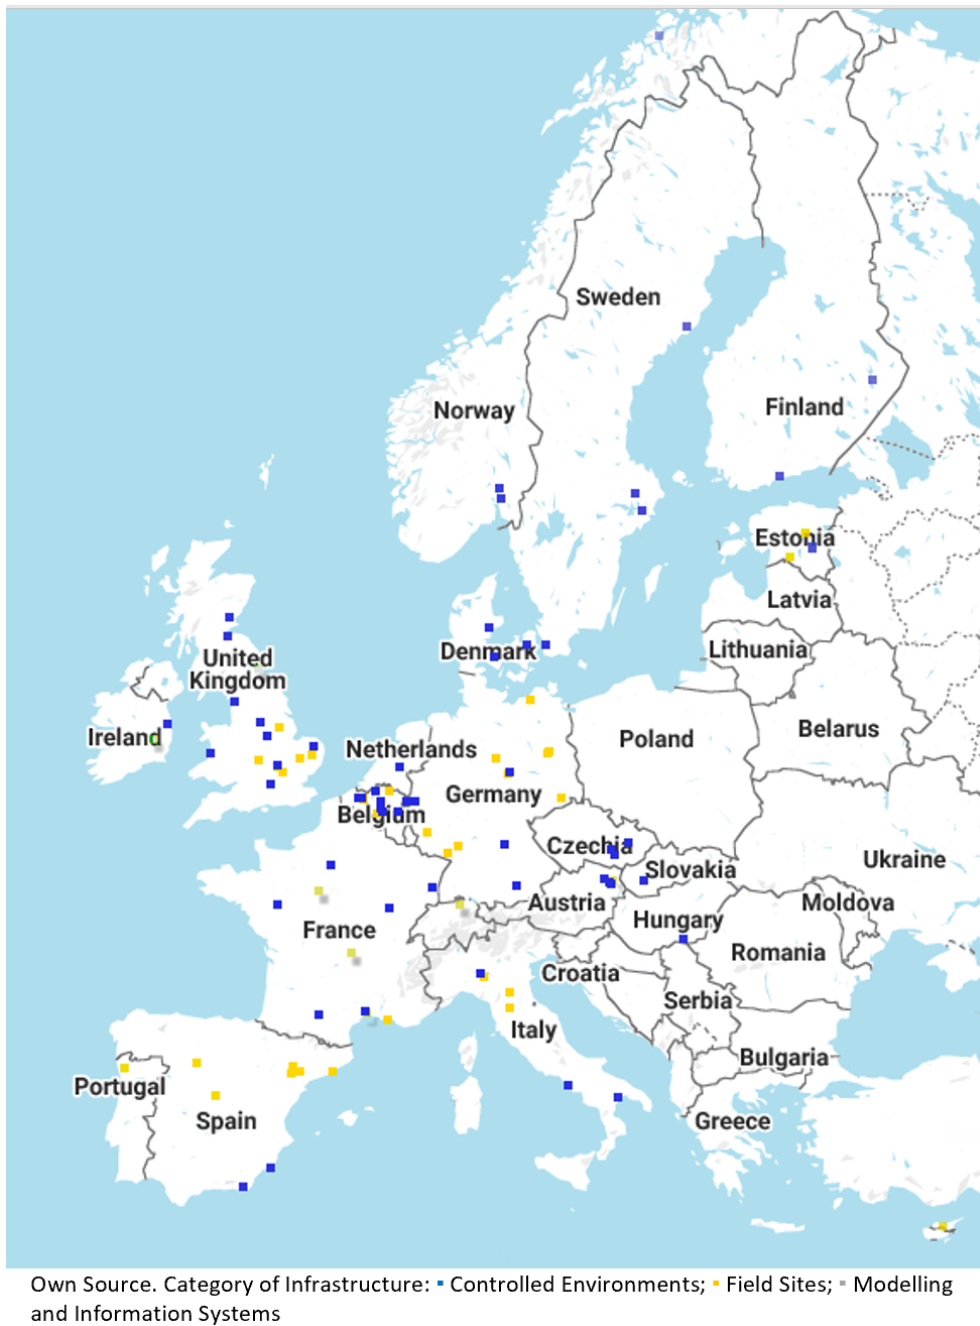 Sweden
Norway
Finland
Estonia
Latvia
Lithuania
Denmark
United
Kingdom
Ireland
Netherlands
Poland
Belarus
Germany
Belgium
Czechia
Slovakia
Ukraine
Austria
Moldova
France
Hungary
Romania
Croatia
Serbia
Italy
Bulgaria
Portugal
Spain
Greece
Own Source. Category of Infrastructure: Controlled Environments; Field Sites; Modelling
and Information Systems